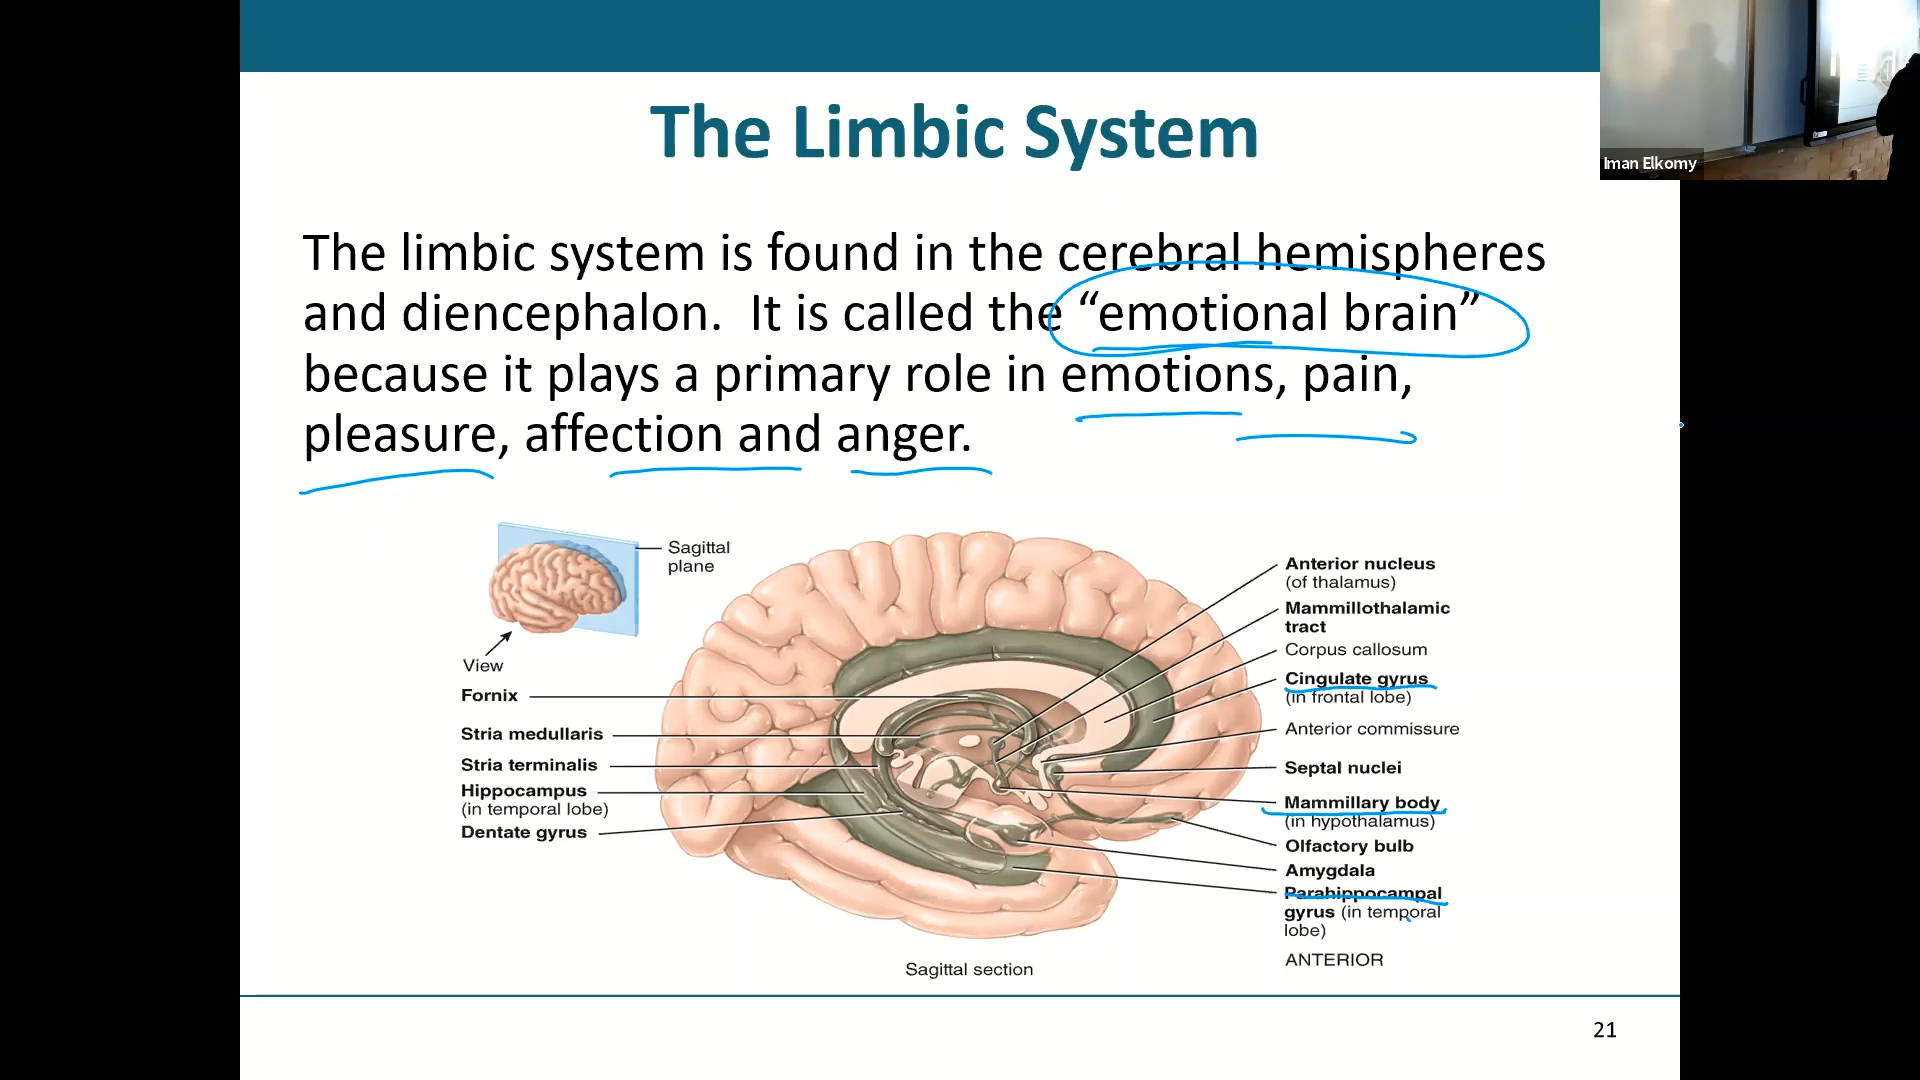 The Limbic System
Iman Elkomy
The limbic system is found in the cerebral hemispheres
and diencephalon. It is called the “emotional brain”
because it plays a primary role in emotions, pain,
pleasure, affection and anger.
Sagittal
plane
View
Fornix
Stria medullaris
Stria terminalis
Hippocampus
(in temporal lobe)
Dentate gyrus
Anterior nucleus
(of thalamus)
Mammillothalamic
tract
Corpus callosum
Cingulate gyrus
(in frontal lobe)
Anterior commissure
Septal nuclei
Mammillary body
(in hypothalamus)
Olfactory bulb
Amygdala
Parahippocampal
gyrus (in temporal
lobe)
ANTERIOR
Sagittal section
21